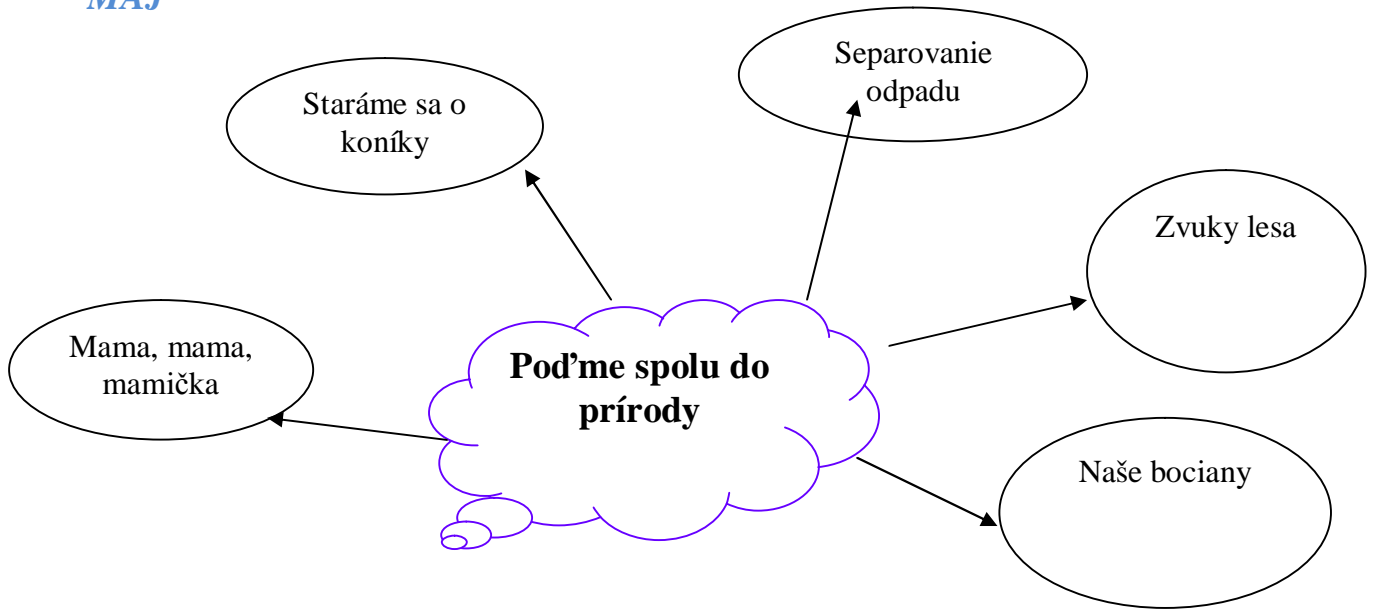 MÁJ
Separovanie
odpadu
Staráme sa o
koníky
Zvuky lesa
Mama, mama,
mamička
Poďme spolu do
prírody
Naše bociany